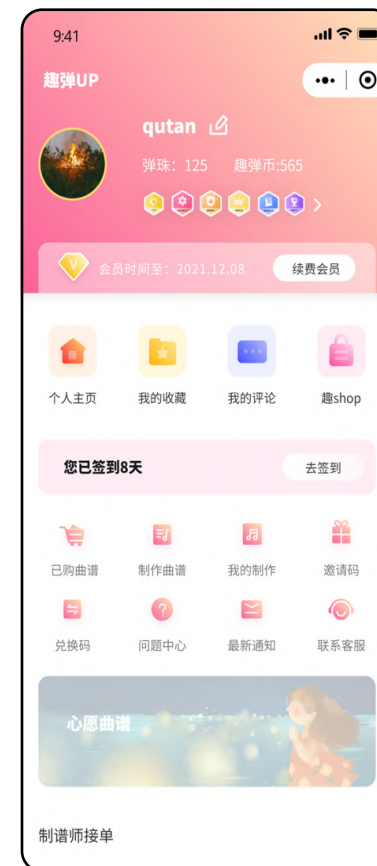 9:41
趣弹UP
qutan
弹珠：125 趣弹币:565
会员时间至：2021.12.08 续费会员
个人主页 我的收藏 我的评论 趣shop
您已签到8天 去签到
已购曲谱 制作曲谱 我的制作 邀请码
兑换码 问题中心 最新通知 联系客服
心愿曲谱
制谱师接单